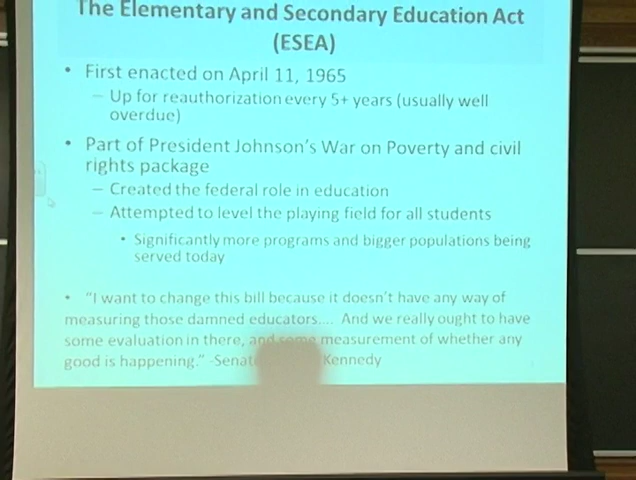 The Elementary and Secondary Education Act
(ESEA)
• First enacted on April 11, 1965
– Up for reauthorization every 5+ years (usually well
overdue)
• Part of President Johnson's War on Poverty and civil
rights package
– Created the federal role in education
– Attempted to level the playing field for all students
• Significantly more programs and bigger populations being
served today
• "I want to change this bill because it doesn't have any way of
measuring those damned educators.... And we really ought to have
some evaluation in there, and some measurement of whether any
good is happening." -Senat Kennedy